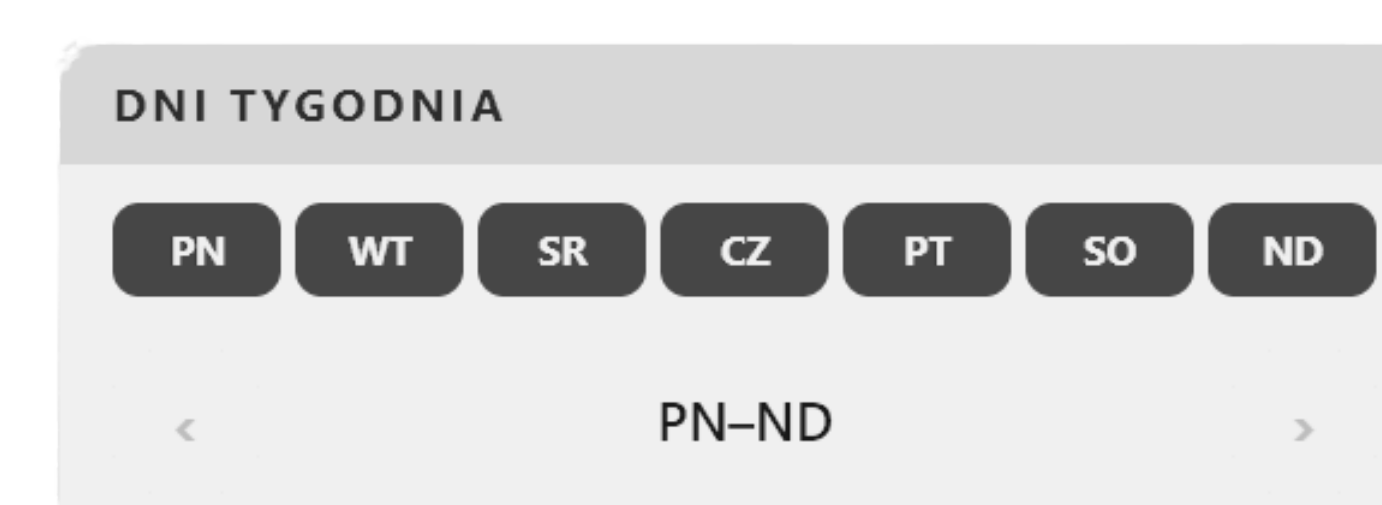 DNI TYGODNIA
PN WT SR CZ PT SO ND
‹ PN–ND ›